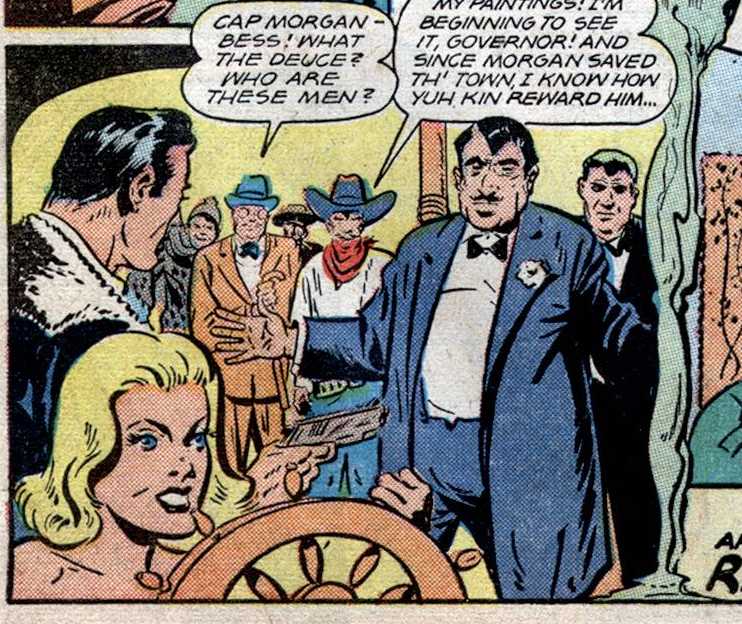 CAP MORGAN –
BESS! WHAT
THE DEUCE?
WHO ARE
THESE MEN?
MY PAINTINGS! I'M
BEGINNING TO SEE
IT, GOVERNOR! AND
SINCE MORGAN SAVED
TH' TOWN, I KNOW HOW
YUH KIN REWARD HIM...